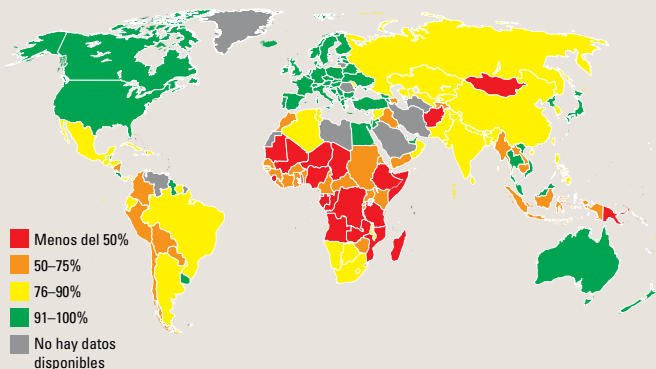 Menos del 50%
50–75%
76–90%
91–100%
No hay datos
disponibles